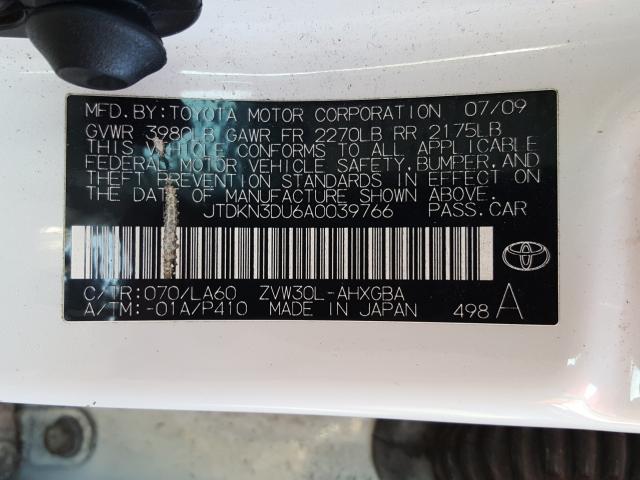 MFD.BY:TOYOTA MOTOR CORPORATION 07/09
GVWR 3980LB GAWR FR 2270LB RR 2175LB
THIS VEHICLE CONFORMS TO ALL APPLICABLE
FEDERAL MOTOR VEHICLE SAFETY,BUMPER,AND
THEFT PREVENTION STANDARDS IN EFFECT ON
THE DATE OF MANUFACTURE SHOWN ABOVE.
JTDKN3DU6A0039766 PASS.CAR
C/TR:070/LA60 ZVW30L-AHXGBA
A/TM:-01A/P410 MADE IN JAPAN 498 A